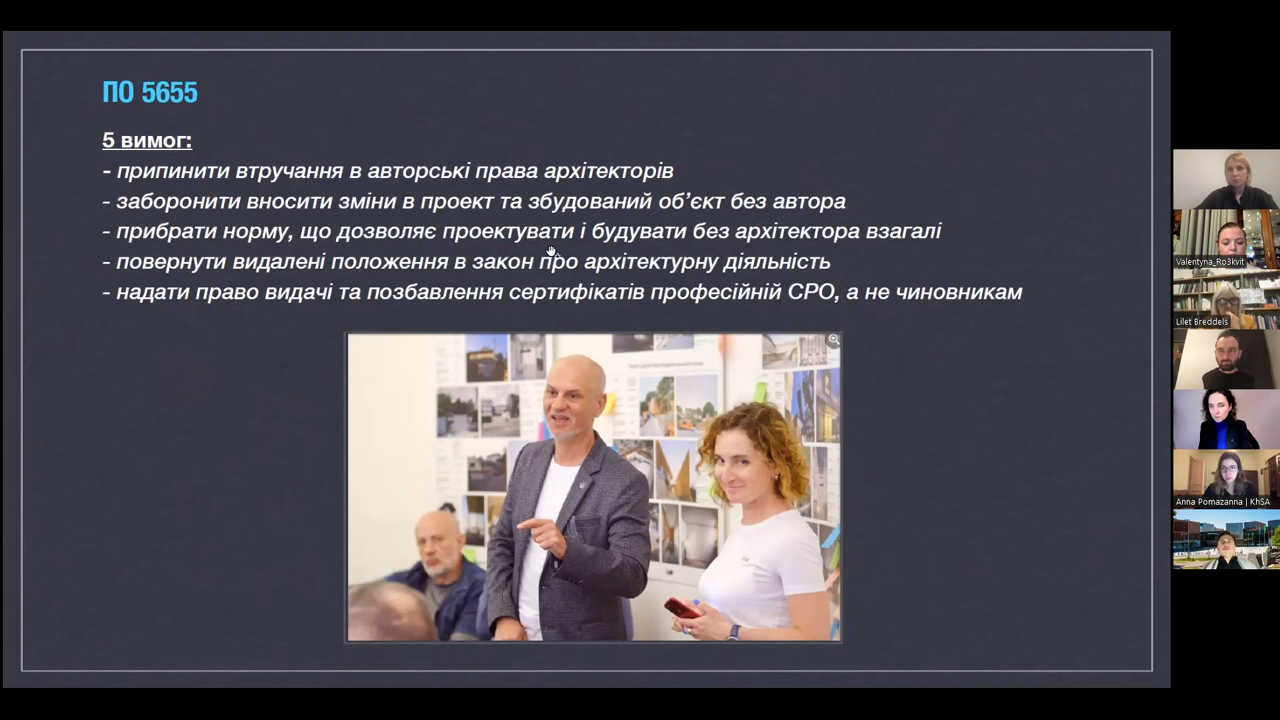 ПО 5655
5 вимог:
- припинити втручання в авторські права архітекторів
- заборонити вносити зміни в проект та збудований об’єкт без автора
- прибрати норму, що дозволяє проектувати і будувати без архітектора взагалі
- повернути видалені положення в закон про архітектурну діяльність
- надати право видачі та позбавлення сертифікатів професійній СРО, а не чиновникам
Valentyna_Ro3kvit
Lilet Breddels
Anna Pomazanna | KhSA